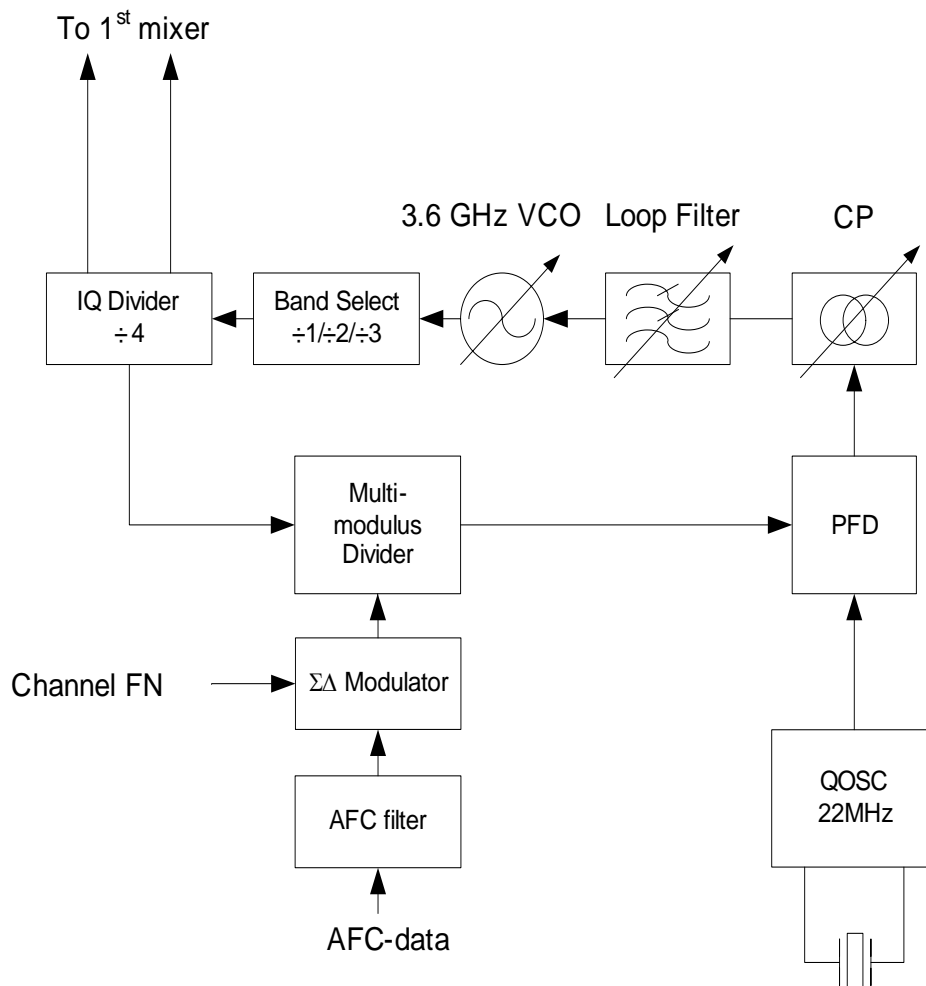 To 1st mixer
3.6 GHz VCO
Loop Filter
CP
IQ Divider
÷4
Band Select
÷1/÷2/÷3
Multi-
modulus
Divider
PFD
Channel FN
ΣΔ Modulator
QOSC
22MHz
AFC filter
AFC-data